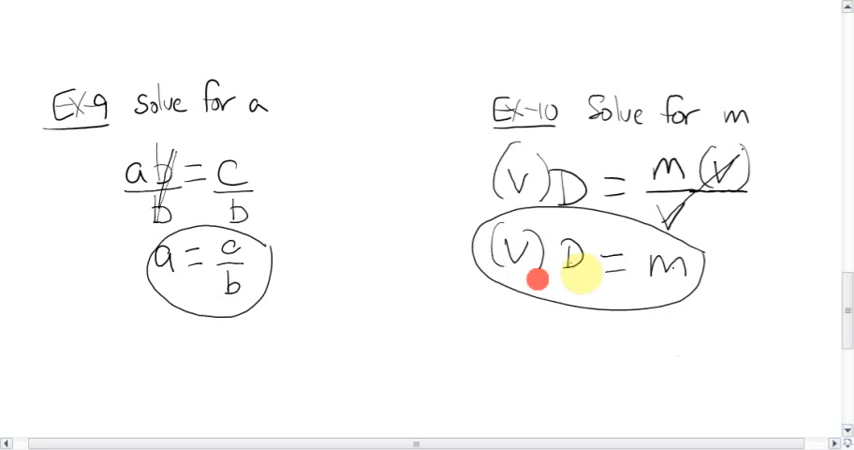 EX-9 Solve for a
ab/b = c/b
a = c/b
EX-10 Solve for m
(V) D = m (V)/V
(V) D = m